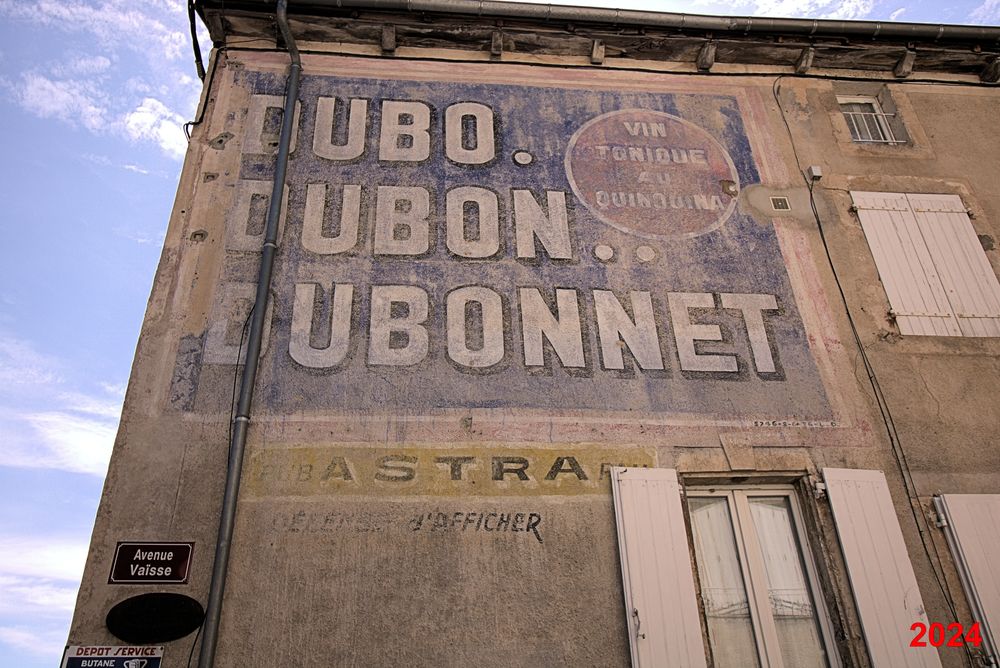 DUBO.
DUBON..
DUBONNET
VIN
TONIQUE
AU
QUINQUINA
ASTRA
DÉFENSE d'AFFICHER
Avenue
Vaïsse
DEPOT SERVICE
BUTANE
2024